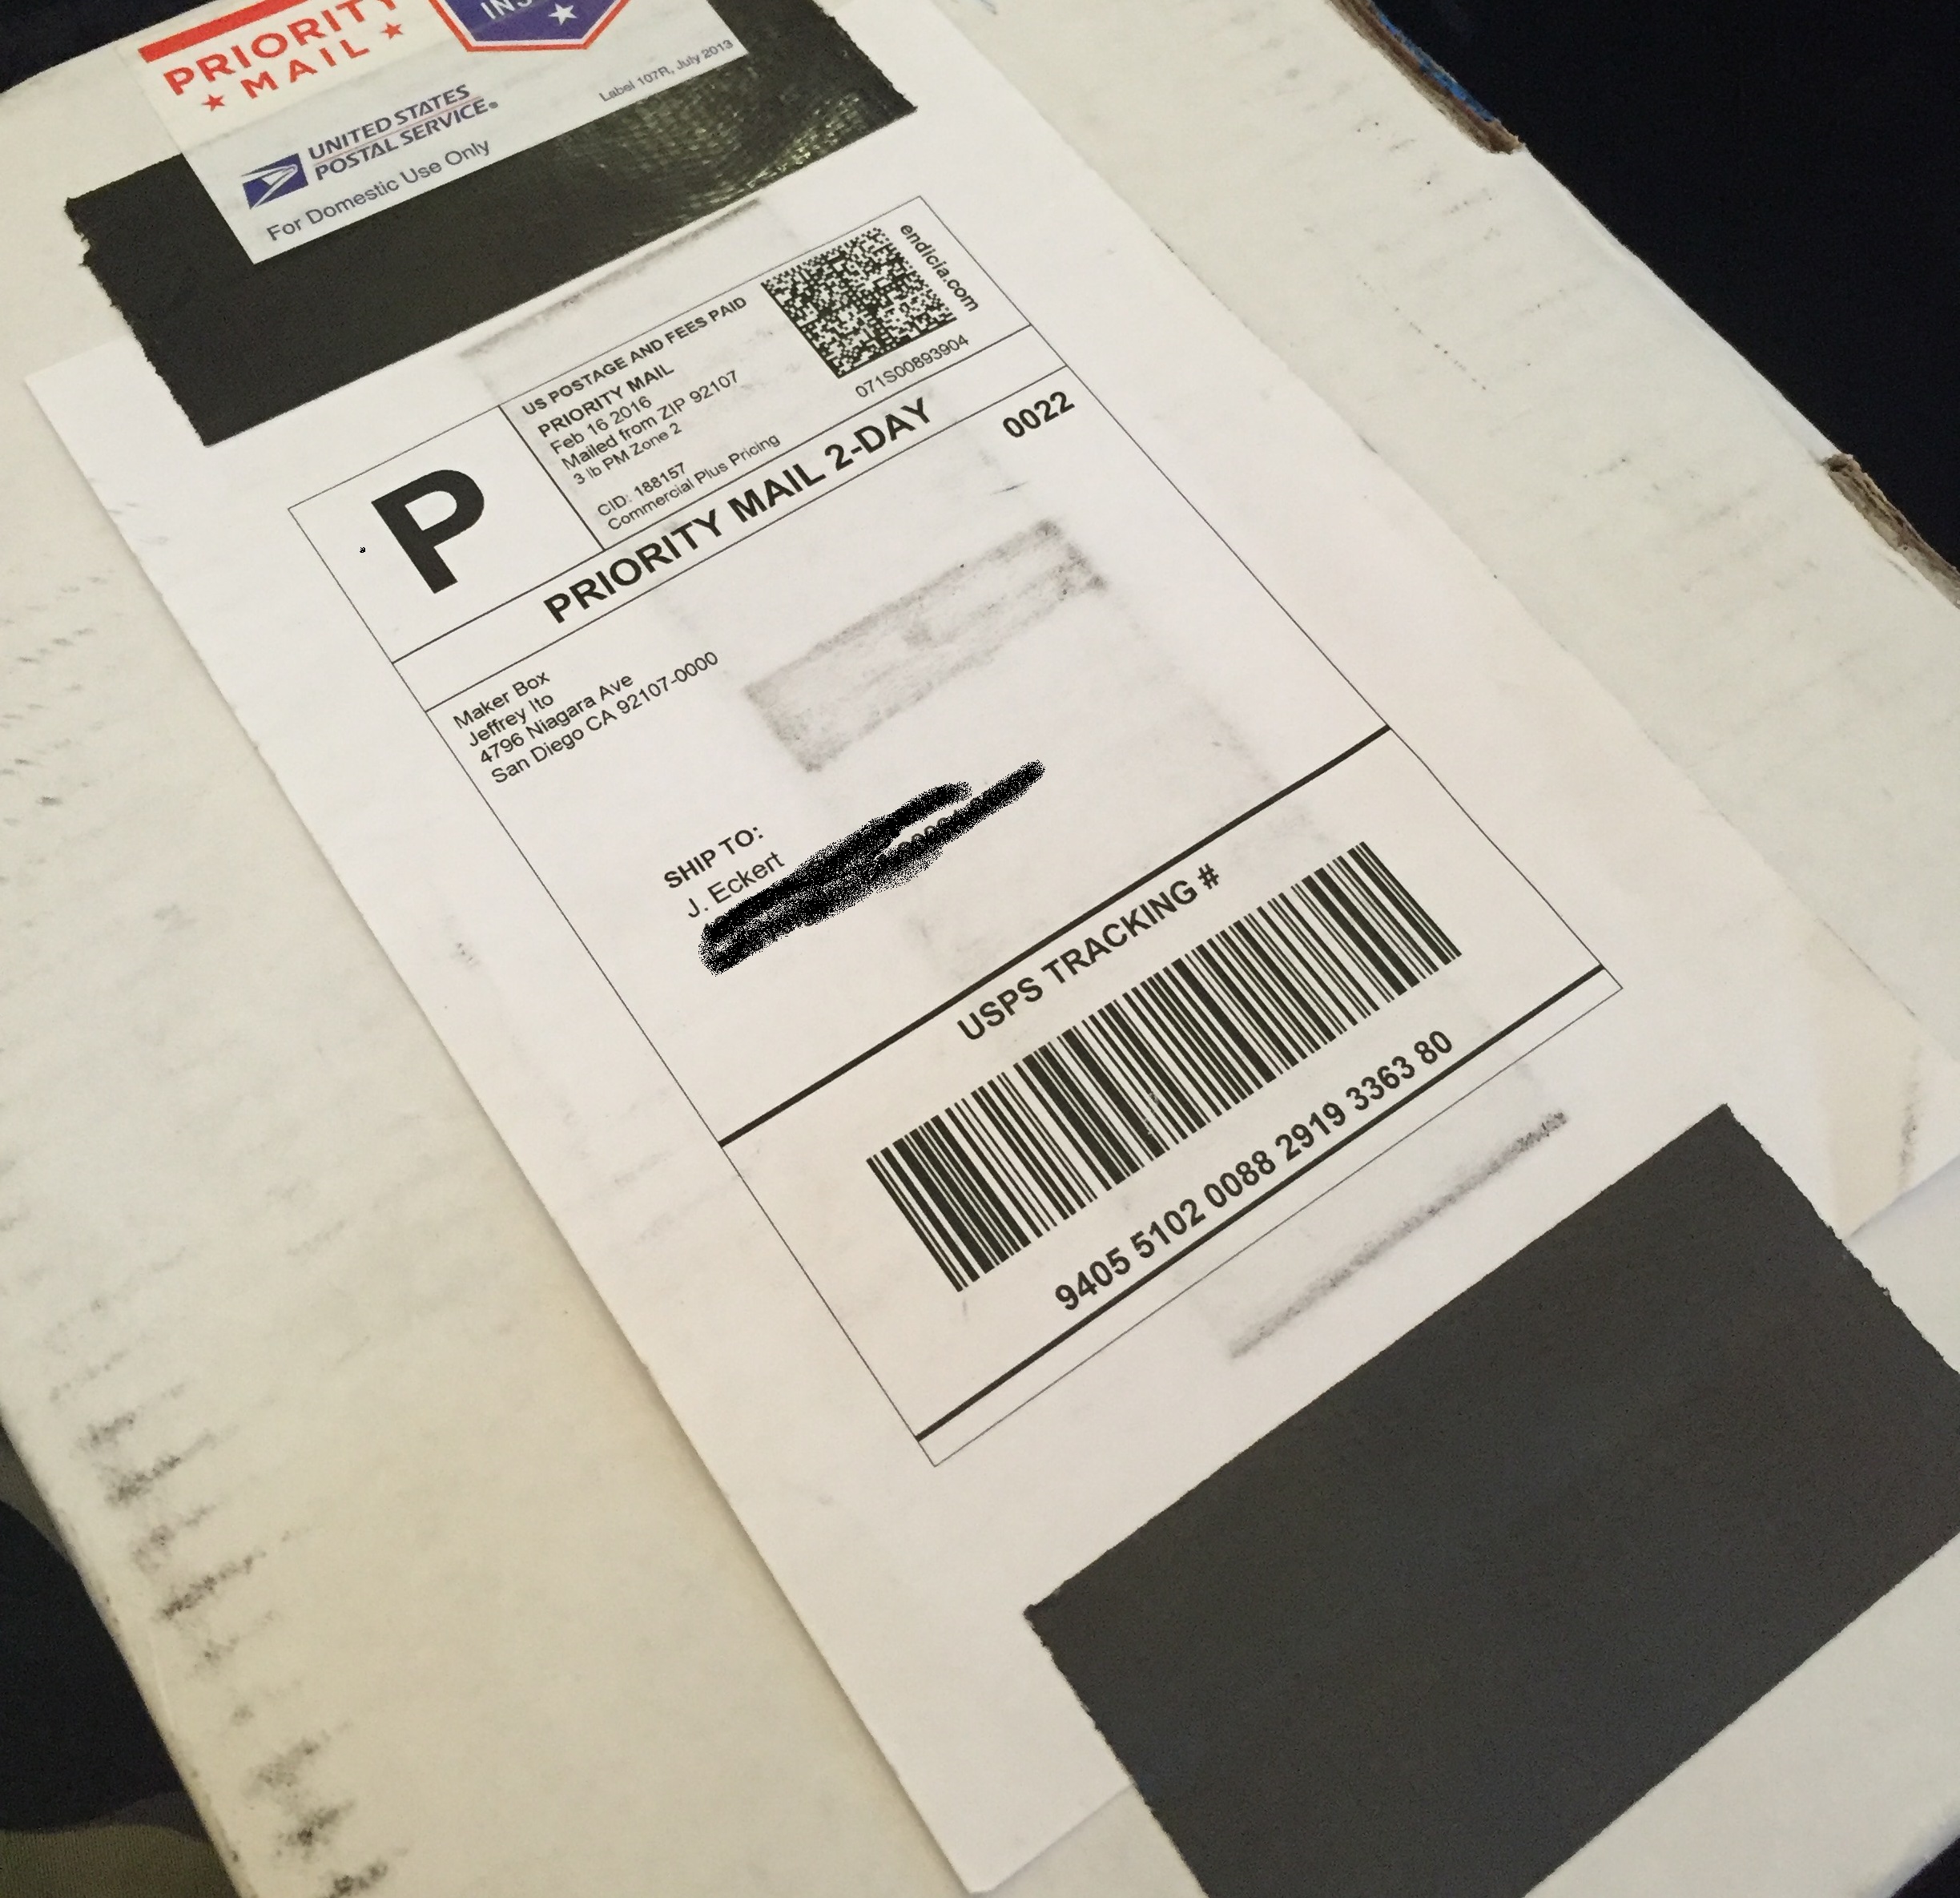 PRIORITY
MAIL
UNITED STATES
POSTAL SERVICE®
For Domestic Use Only
Label 107R, July 2013
P
US POSTAGE AND FEES PAID
PRIORITY MAIL
Feb 16 2016
Mailed from ZIP 92107
3 lb PM Zone 2
CID: 188157
Commercial Plus Pricing
endicia.com
071S00893904
PRIORITY MAIL 2-DAY
0022
Maker Box
Jeffrey Ito
4796 Niagara Ave
San Diego CA 92107-0000
SHIP TO:
J. Eckert
USPS TRACKING #
9405 5102 0088 2919 3363 80